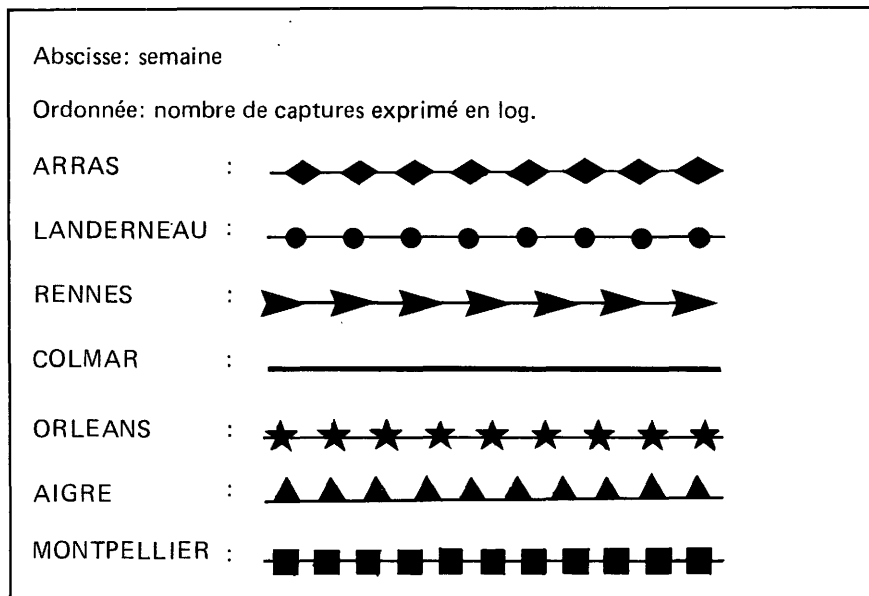 Abscisse: semaine
Ordonnée: nombre de captures exprimé en log.
ARRAS :
LANDERNEAU :
RENNES :
COLMAR :
ORLEANS :
AIGRE :
MONTPELLIER :